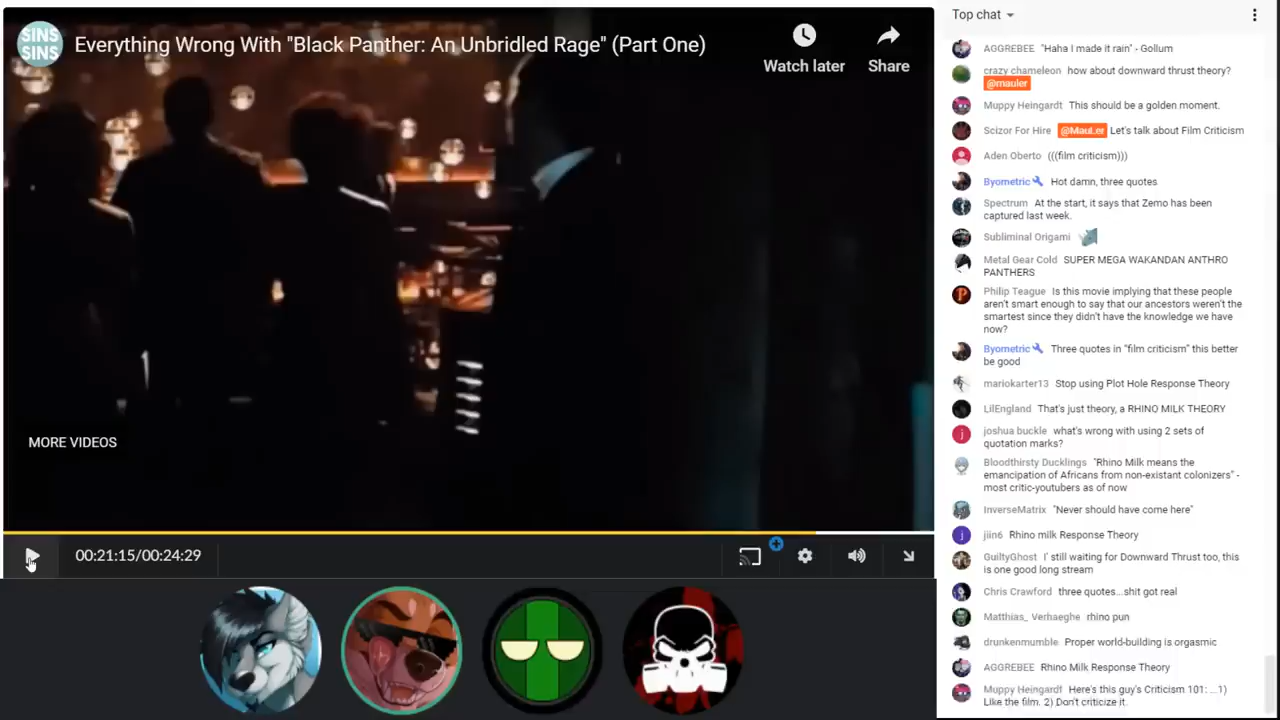 SINS
SINS
Everything Wrong With "Black Panther: An Unbridled Rage" (Part One)
Watch later
Share
MORE VIDEOS
00:21:15/00:24:29
Top chat
AGGREBEE "Haha I made it rain" - Gollum
crazy chameleon how about downward thrust theory?
@mauler
Muppy Heingardt This should be a golden moment.
Scizor For Hire @MauLer Let's talk about Film Criticism
Aden Oberto (((film criticism)))
Byometric Hot damn, three quotes
Spectrum At the start, it says that Zemo has been
captured last week.
Subliminal Origami
Metal Gear Cold SUPER MEGA WAKANDAN ANTHRO
PANTHERS
Philip Teague Is this movie implying that these people
aren't smart enough to say that our ancestors weren't the
smartest since they didn't have the knowledge we have
now?
Byometric Three quotes in "film criticism" this better
be good
mariokarter13 Stop using Plot Hole Response Theory
LilEngland That's just theory, a RHINO MILK THEORY
joshua buckle what's wrong with using 2 sets of
quotation marks?
Bloodthirsty Ducklings "Rhino Milk means the
emancipation of Africans from non-existant colonizers" -
most critic-youtubers as of now
InverseMatrix "Never should have come here"
jiin6 Rhino milk Response Theory
GuiltyGhost I' still waiting for Downward Thrust too, this
is one good long stream
Chris Crawford three quotes...shit got real
Matthias_ Verhaeghe rhino pun
drunkenmumble Proper world-building is orgasmic
AGGREBEE Rhino Milk Response Theory
Muppy Heingardt Here's this guy's Criticism 101: ...1)
Like the film. 2) Don't criticize it.